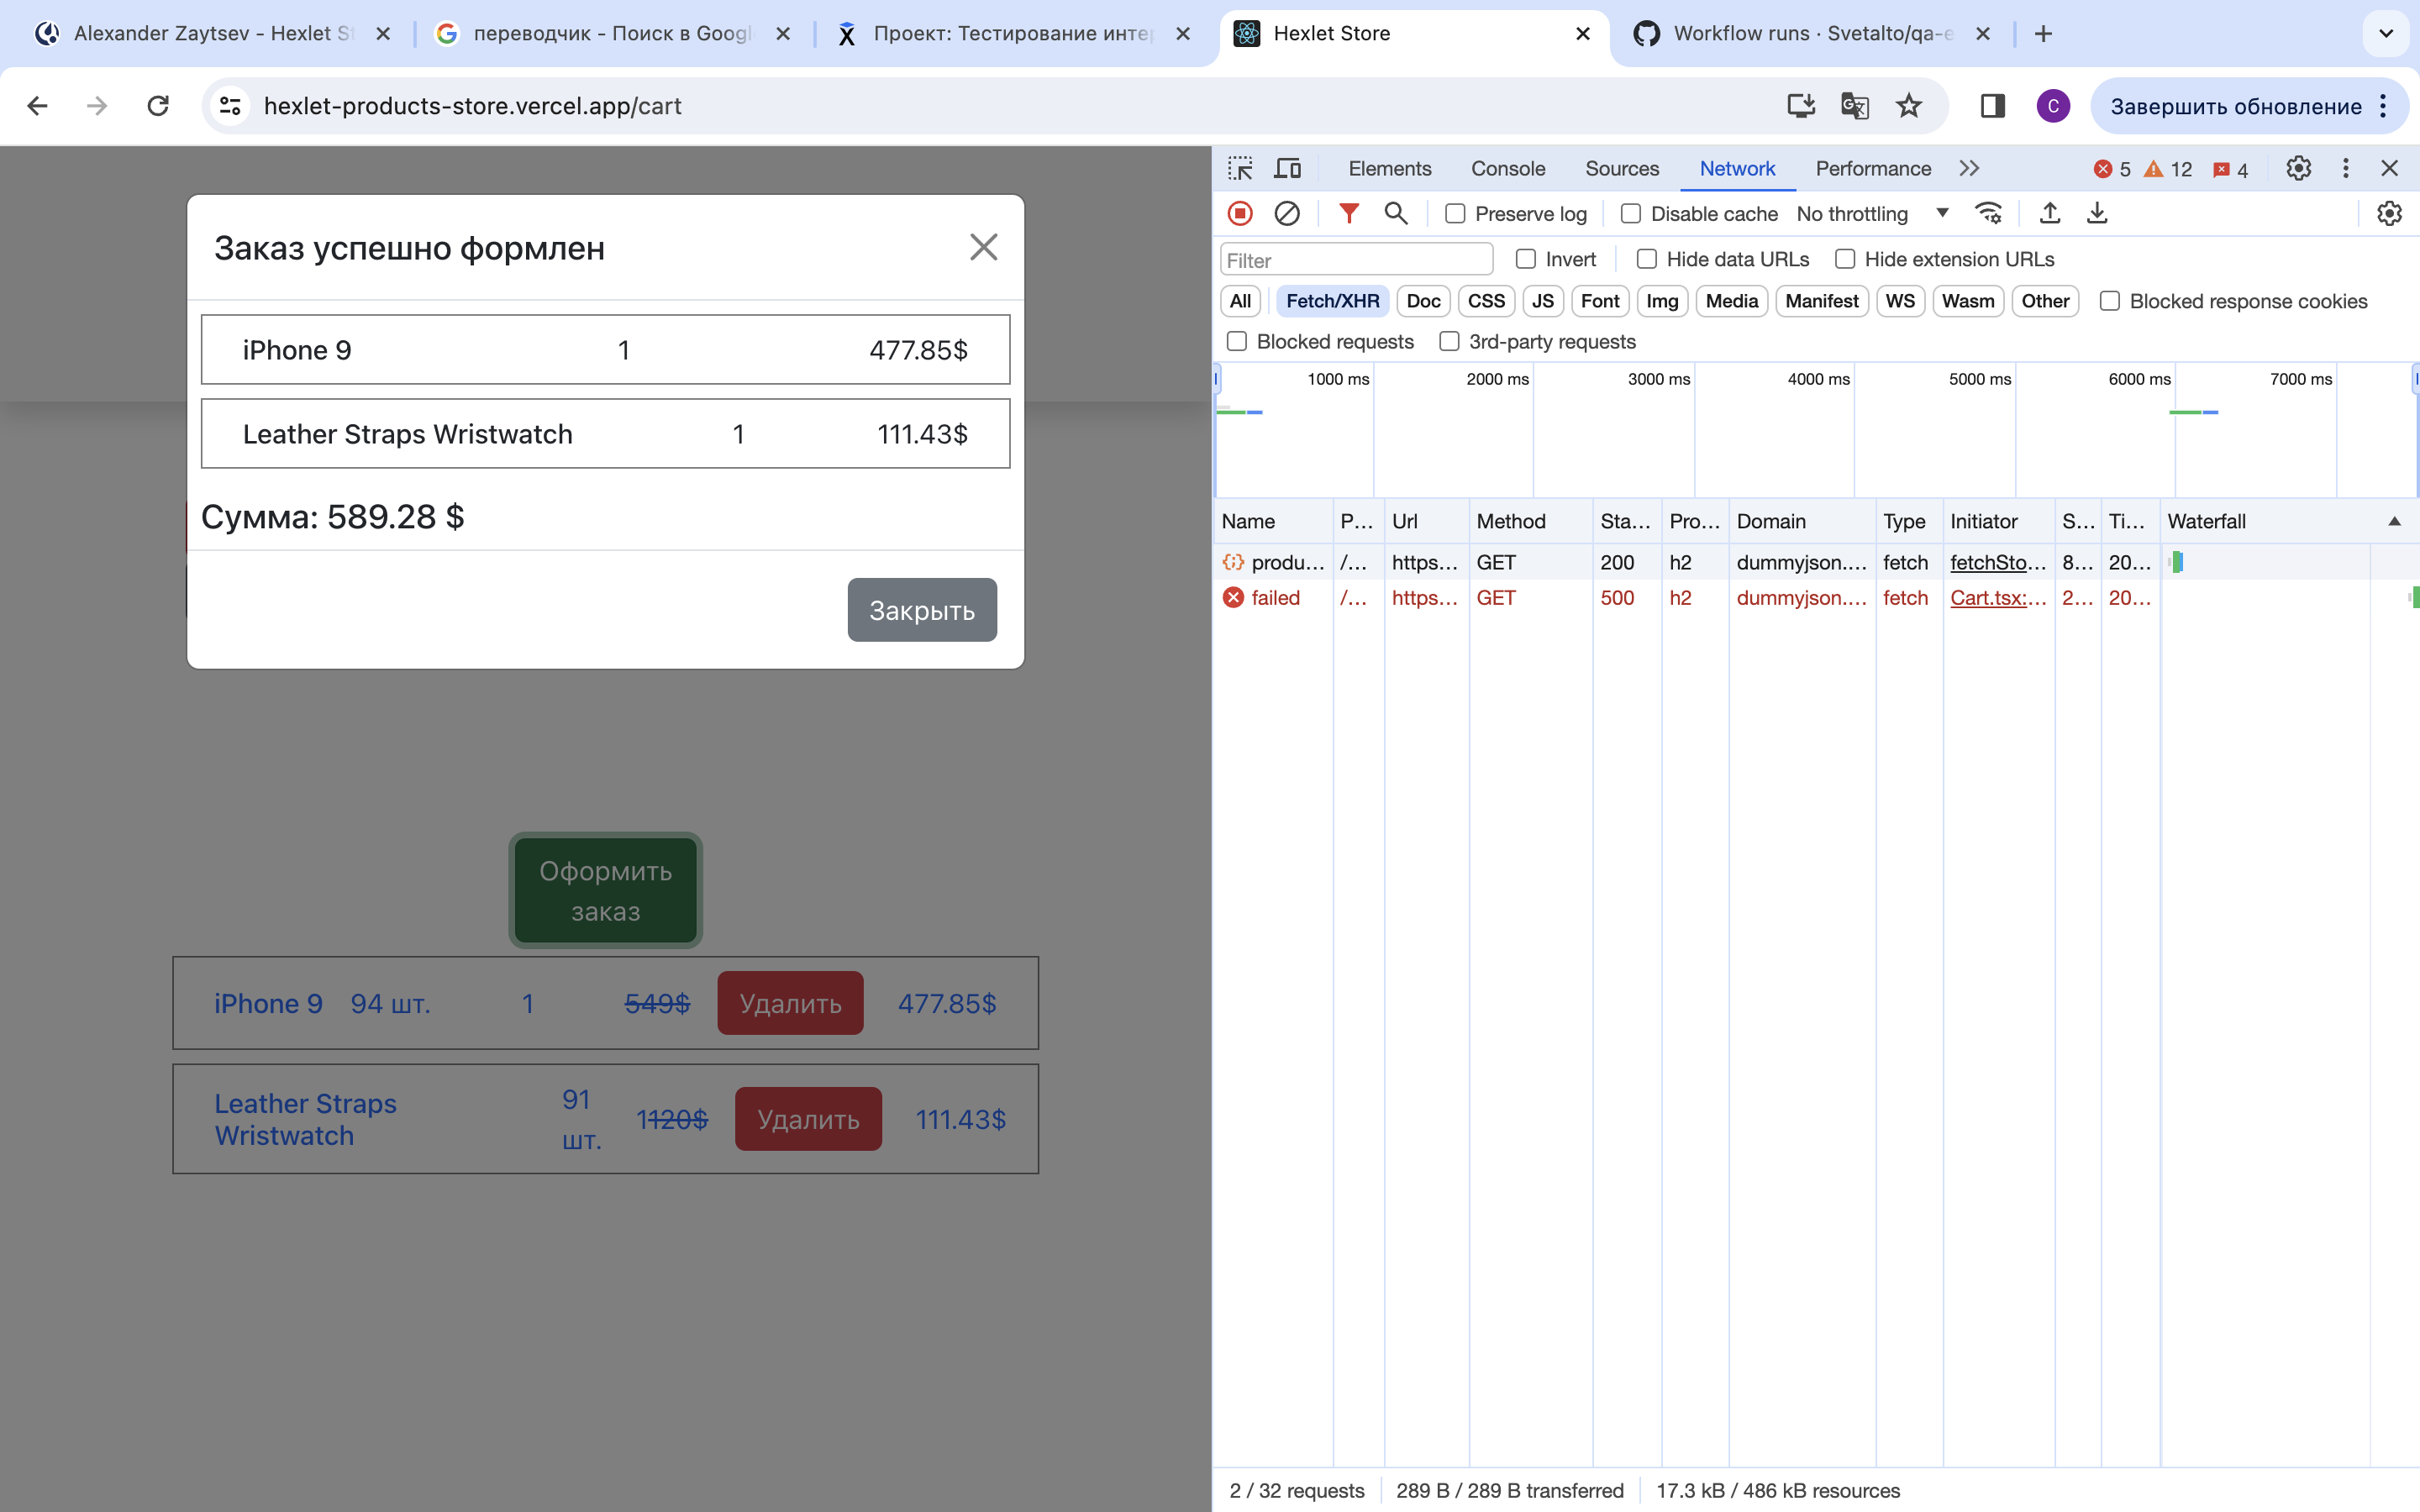 Alexander Zaytsev - Hexlet St
переводчик - Поиск в Googl
Проект: Тестирование интер
Hexlet Store
Workflow runs · Svetalto/qa-e
hexlet-products-store.vercel.app/cart
C
Завершить обновление
Заказ успешно формлен
iPhone 9 1 477.85$
Leather Straps Wristwatch 1 111.43$
Сумма: 589.28 $
Закрыть
Оформить
заказ
iPhone 9 94 шт. 1 549$ Удалить 477.85$
Leather Straps
Wristwatch
91
шт.
1 120$ Удалить 111.43$
Elements Console Sources Network Performance 5 12 4
Preserve log Disable cache No throttling
Filter Invert Hide data URLs Hide extension URLs
All Fetch/XHR Doc CSS JS Font Img Media Manifest WS Wasm Other Blocked response cookies
Blocked requests 3rd-party requests
1000 ms 2000 ms 3000 ms 4000 ms 5000 ms 6000 ms 7000 ms
Name P... Url Method Sta... Pro... Domain Type Initiator S... Ti... Waterfall
produ... /... https... GET 200 h2 dummyjson.... fetch fetchSto... 8... 20...
failed /... https... GET 500 h2 dummyjson.... fetch Cart.tsx:... 2... 20...
2 / 32 requests 289 B / 289 B transferred 17.3 kB / 486 kB resources